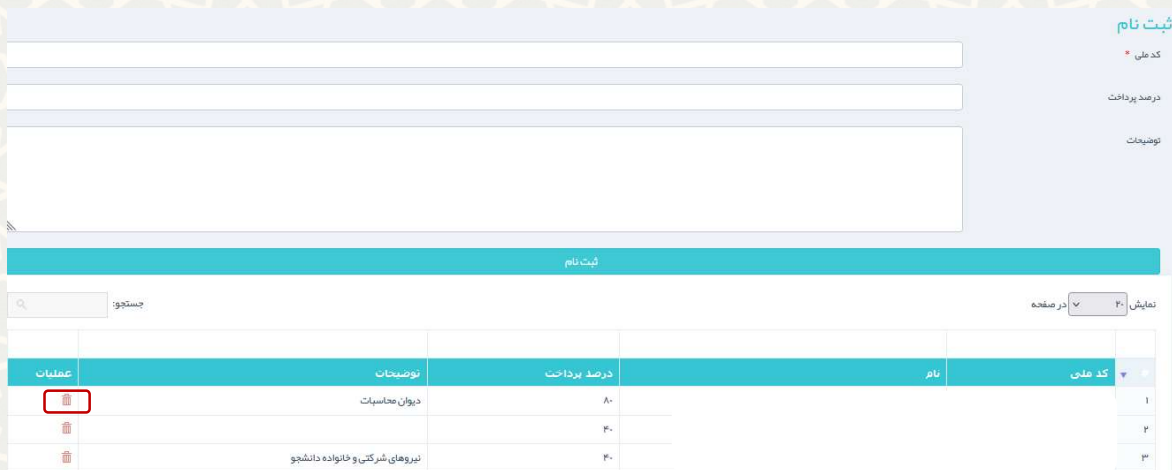 ثبت نام
کد ملی *
درصد پرداخت
توضیحات
ثبت نام
نمایش ۲۰ در صفحه
جستجو:
# کد ملی نام درصد پرداخت توضیحات عملیات
۱ ۸۰ دیوان محاسبات
۲ ۴۰
۳ ۴۰ نیروهای شرکتی و خانواده دانشجو